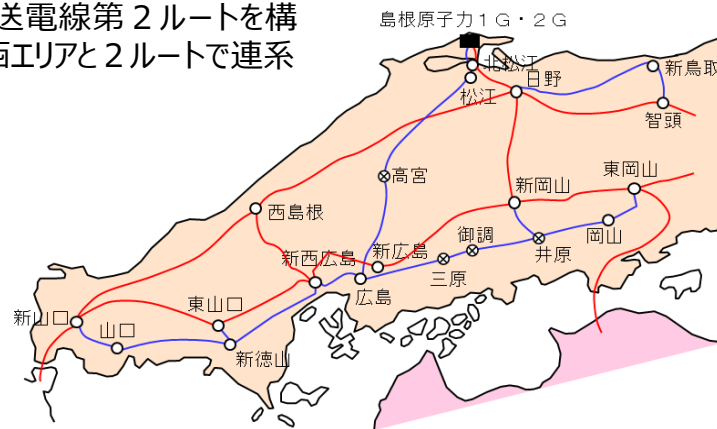 送電線第２ルートを構
エリアと２ルートで連系
島根原子力１Ｇ・２Ｇ
北松江
日野
新鳥取
松江
智頭
高宮
東岡山
新岡山
西島根
御調
岡山
新広島
新西広島
井原
三原
広島
東山口
新山口
山口
新徳山